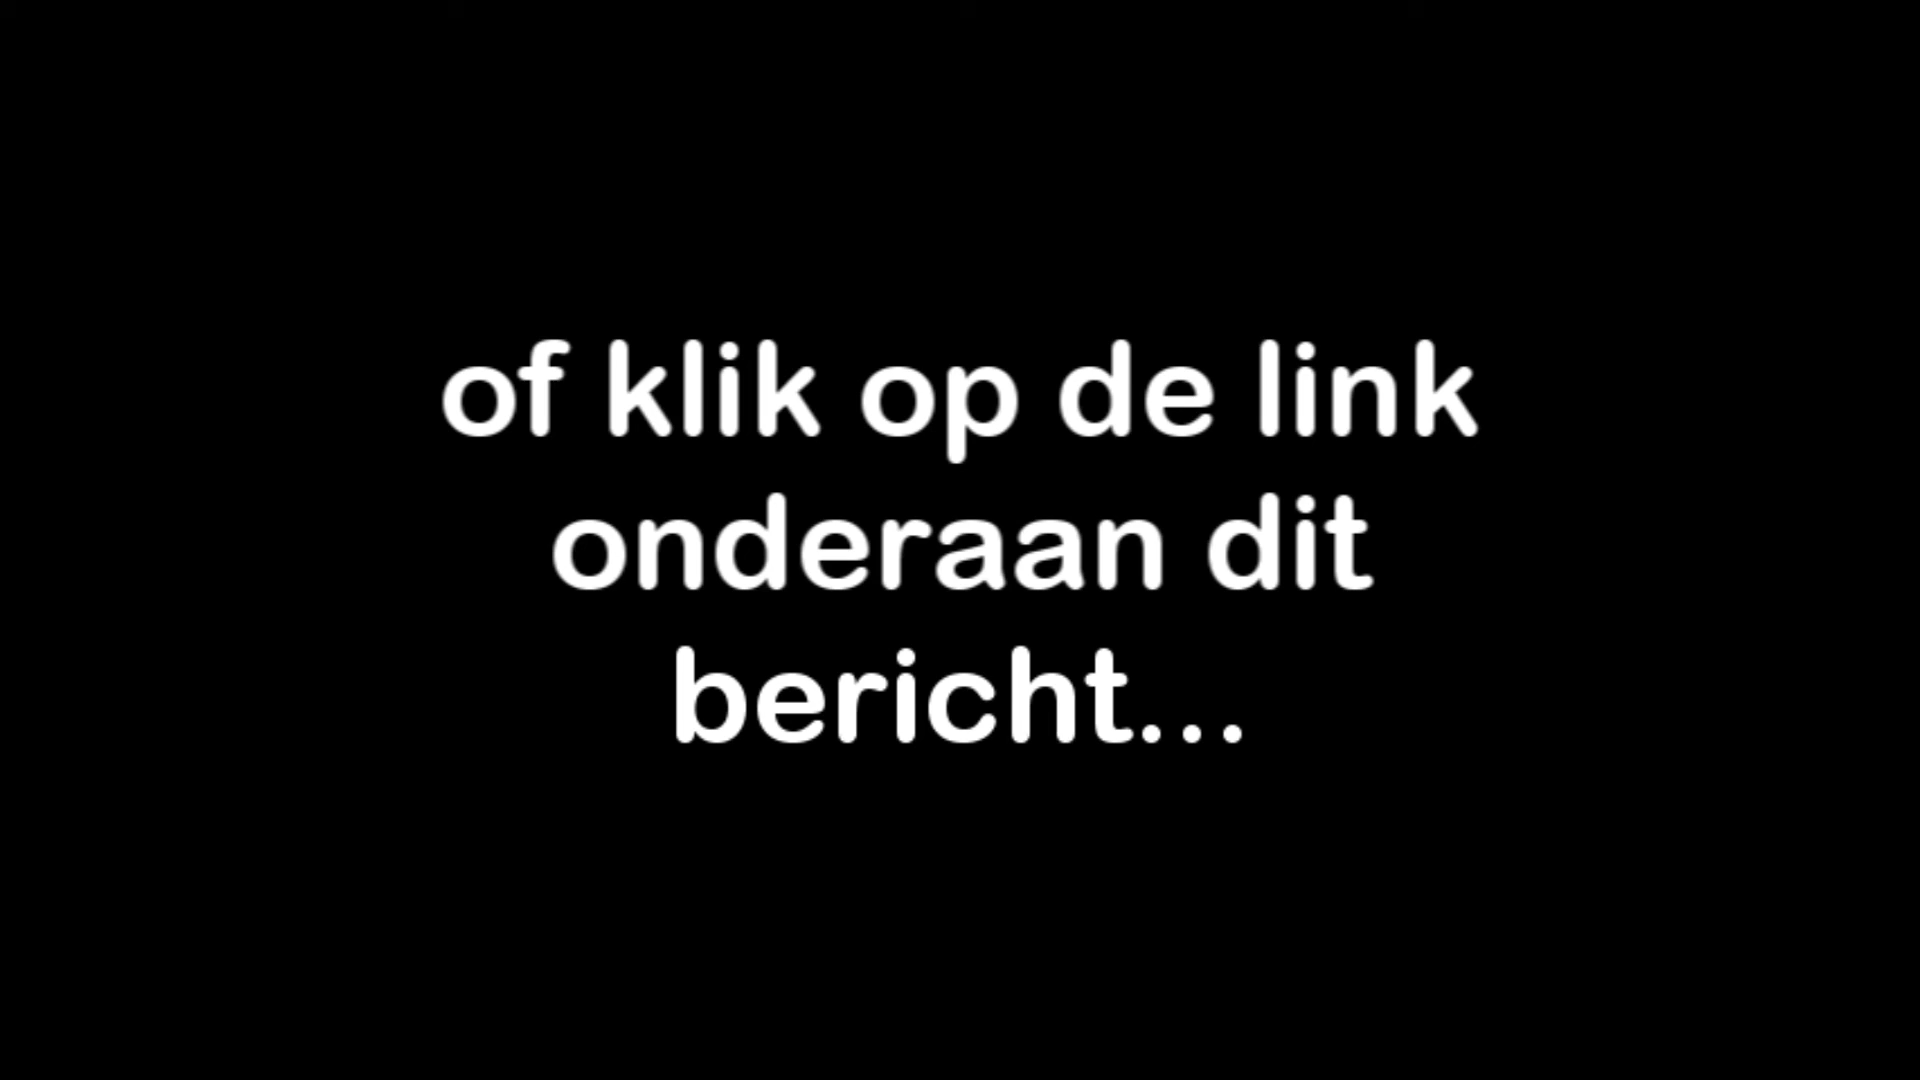 of klik op de link
onderaan dit
bericht...